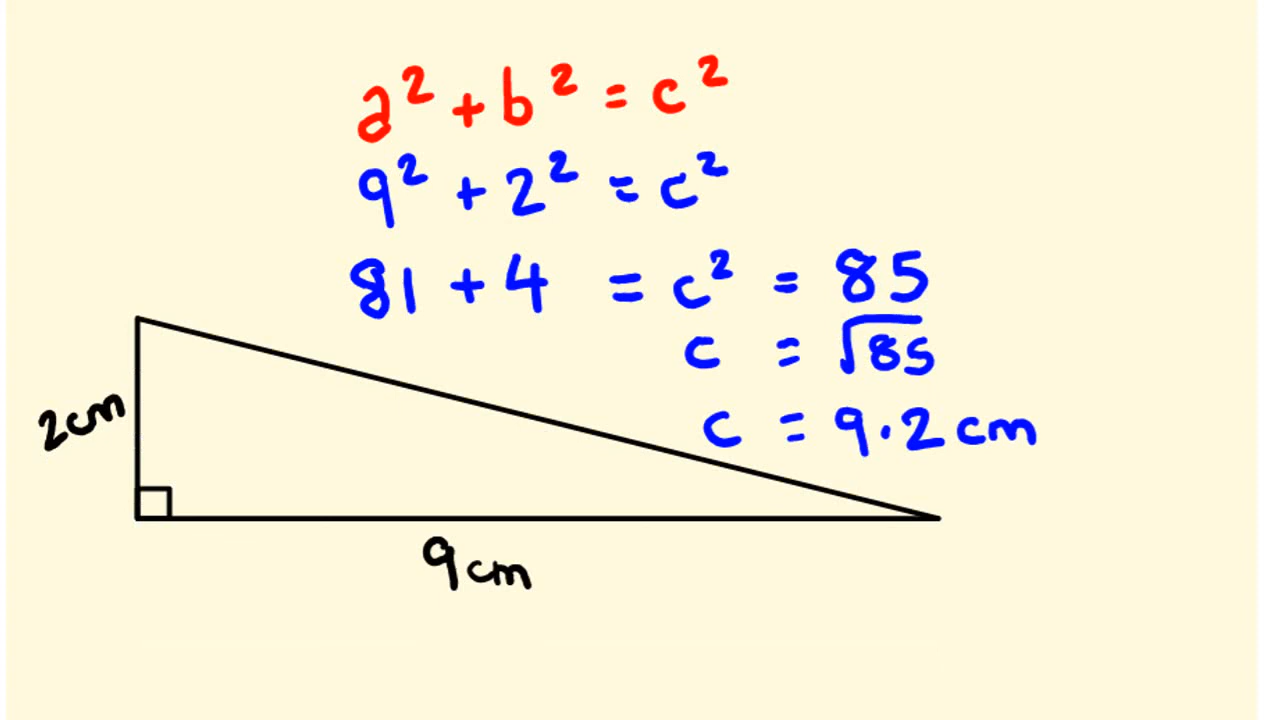 a² + b² = c²
9² + 2² = c²
81 + 4 = c² = 85
c = √85
2cm
c = 9.2 cm
9cm